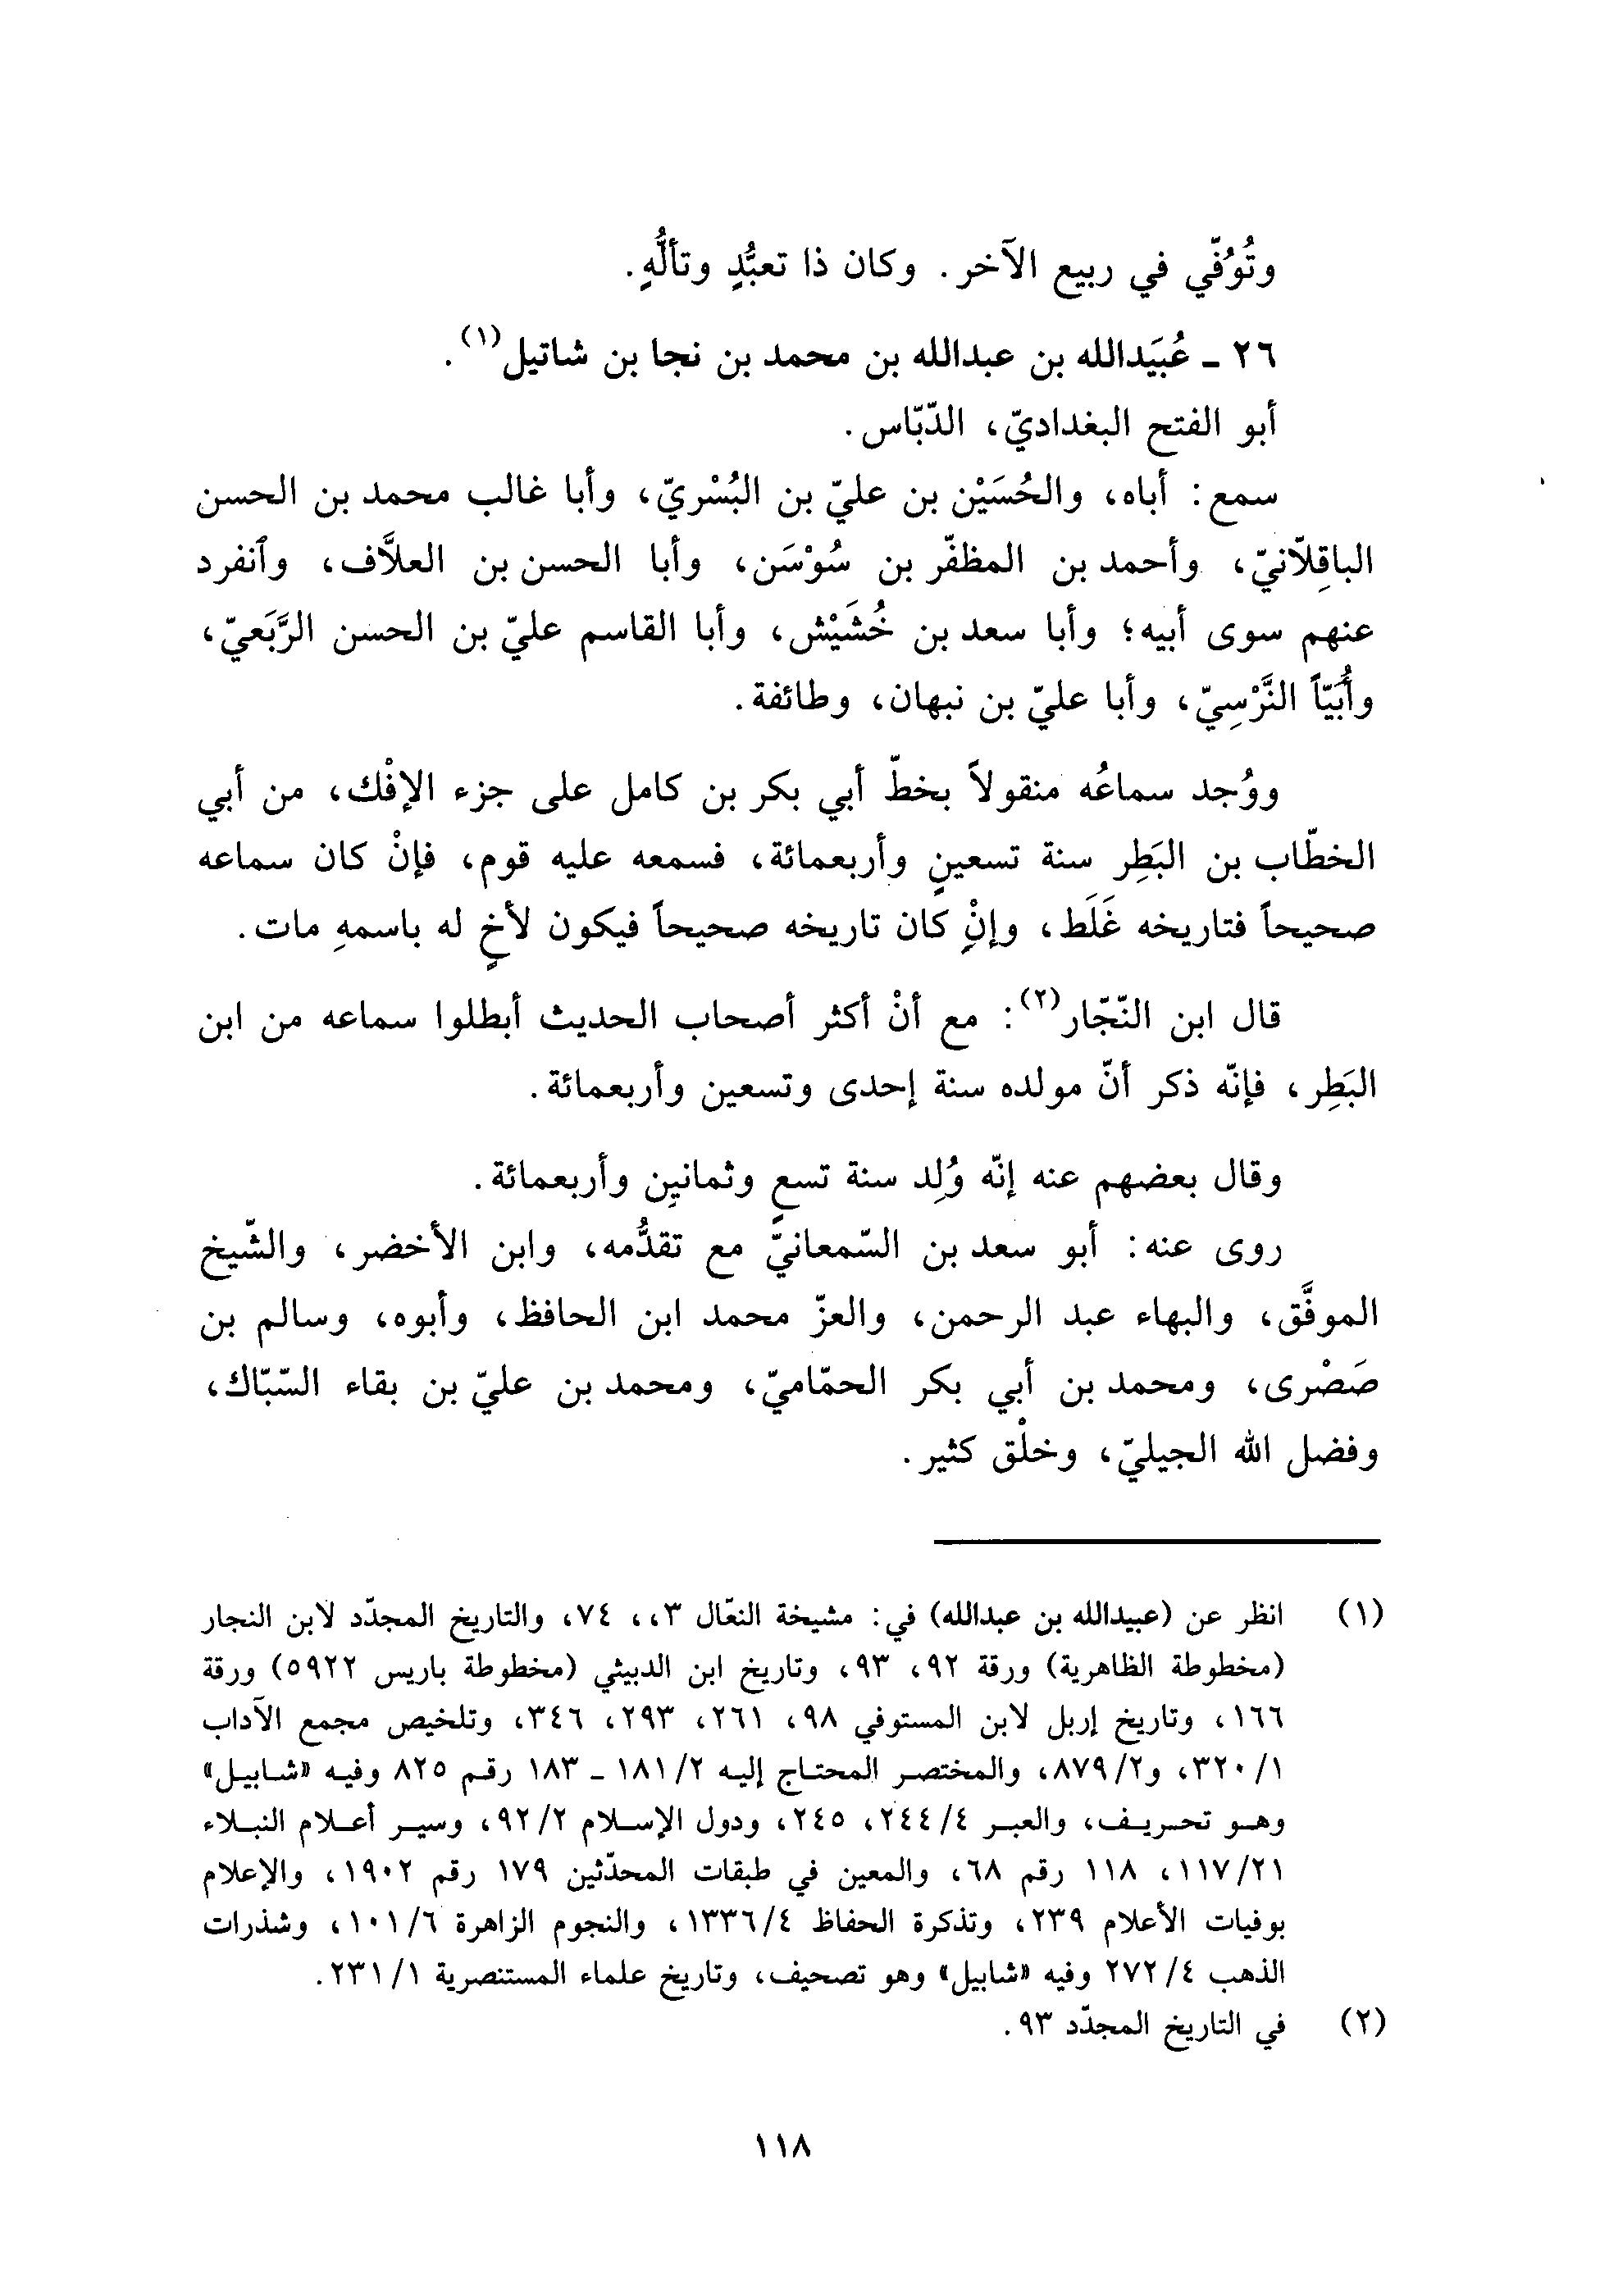 وتُوُفّي في ربيع الآخر. وكان ذا تعبُّدٍ وتألُّهٍ.
٢٦ ـ عُبَيدالله بن عبدالله بن محمد بن نجا بن شاتيل(١).
أبو الفتح البغداديّ، الدّبّاس.
سمع: أباه، والحُسَيْن بن عليّ بن البُسْريّ، وأبا غالب محمد بن الحسن
الباقِلاّنيّ، وأحمد بن المظفّر بن سُوْسَن، وأبا الحسن بن العلاَّف، وٱنفرد
عنهم سوى أبيه؛ وأبا سعد بن خُشَيْش، وأبا القاسم عليّ بن الحسن الرَّبَعيّ،
وأُبَيّاً النَّرْسِيّ، وأبا عليّ بن نبهان، وطائفة.
ووُجد سماعُه منقولاً بخطّ أبي بكر بن كامل على جزء الإفْك، من أبي
الخطّاب بن البَطِر سنة تسعينٍ وأربعمائة، فسمعه عليه قوم، فإنْ كان سماعه
صحيحاً فتاريخه غَلَط، وإنْ كان تاريخه صحيحاً فيكون لأخٍ له باسمهِ مات.
قال ابن النّجّار(٢): مع أنْ أكثر أصحاب الحديث أبطلوا سماعه من ابن
البَطِر، فإنّه ذكر أنّ مولده سنة إحدى وتسعين وأربعمائة.
وقال بعضهم عنه إنّه وُلِد سنة تسعٍ وثمانين وأربعمائة.
روى عنه: أبو سعد بن السّمعانيّ مع تقدُّمه، وابن الأخضر، والشّيخ
الموفَّق، والبهاء عبد الرحمن، والعزّ محمد ابن الحافظ، وأبوه، وسالم بن
صَصْرى، ومحمد بن أبي بكر الحمّاميّ، ومحمد بن عليّ بن بقاء السّبّاك،
وفضل الله الجيليّ، وخلْق كثير.
(١) انظر عن (عبيدالله بن عبدالله) في: مشيخة النعّال ٣،، ٧٤، والتاريخ المجدّد لابن النجار
(مخطوطة الظاهرية) ورقة ٩٢، ٩٣، وتاريخ ابن الدبيثي (مخطوطة باريس ٥٩٢٢) ورقة
١٦٦، وتاريخ إربل لابن المستوفي ٩٨، ٢٦١، ٢٩٣، ٣٤٦، وتلخيص مجمع الآداب
١/٣٢٠، و٢/٨٧٩، والمختصر المحتاج إليه ٢/١٨١ ـ ١٨٣ رقم ٨٢٥ وفيه «شابيل»
وهو تحريف، والعبر ٤/٢٤٤، ٢٤٥، ودول الإسلام ٢/٩٢، وسير أعلام النبلاء
٢١/١١٧، ١١٨ رقم ٦٨، والمعين في طبقات المحدّثين ١٧٩ رقم ١٩٠٢، والإعلام
بوفيات الأعلام ٢٣٩، وتذكرة الحفاظ ٤/١٣٣٦، والنجوم الزاهرة ٦/١٠١، وشذرات
الذهب ٤/٢٧٢ وفيه «شابيل» وهو تصحيف، وتاريخ علماء المستنصرية ١/٢٣١.
(٢) في التاريخ المجدّد ٩٣.
١١٨